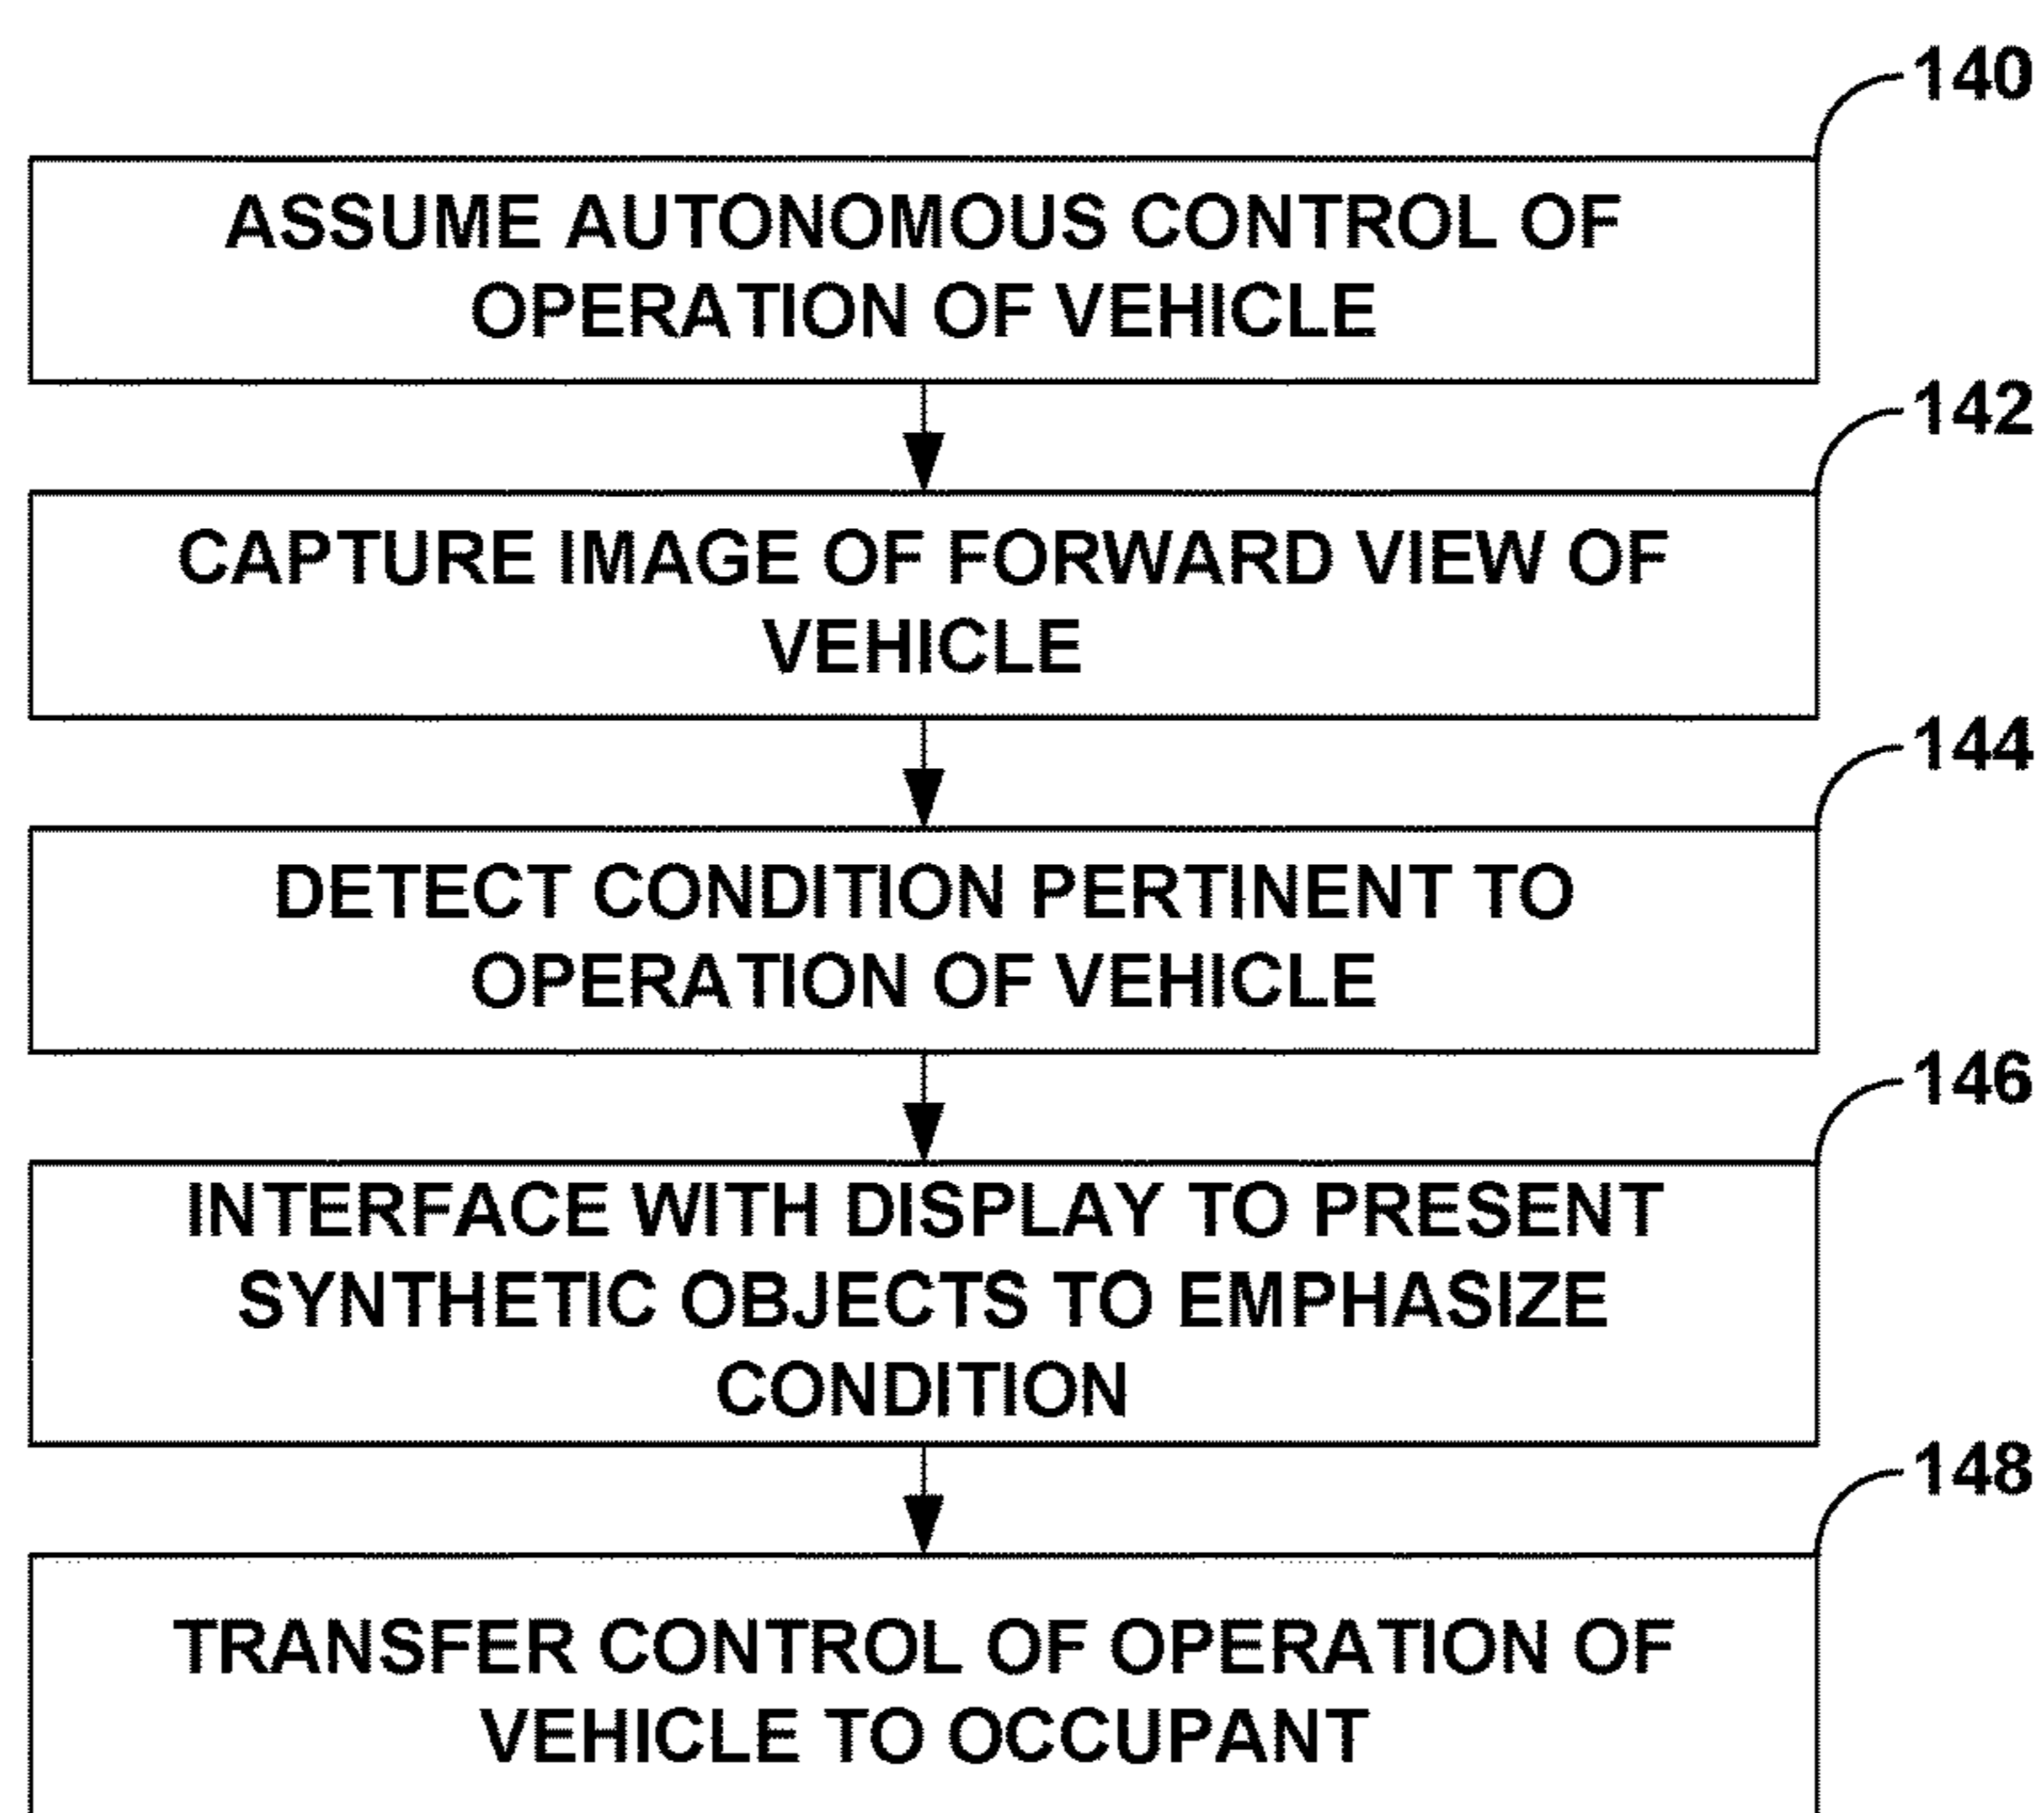 140
ASSUME AUTONOMOUS CONTROL OF
OPERATION OF VEHICLE
142
CAPTURE IMAGE OF FORWARD VIEW OF
VEHICLE
144
DETECT CONDITION PERTINENT TO
OPERATION OF VEHICLE
146
INTERFACE WITH DISPLAY TO PRESENT
SYNTHETIC OBJECTS TO EMPHASIZE
CONDITION
148
TRANSFER CONTROL OF OPERATION OF
VEHICLE TO OCCUPANT